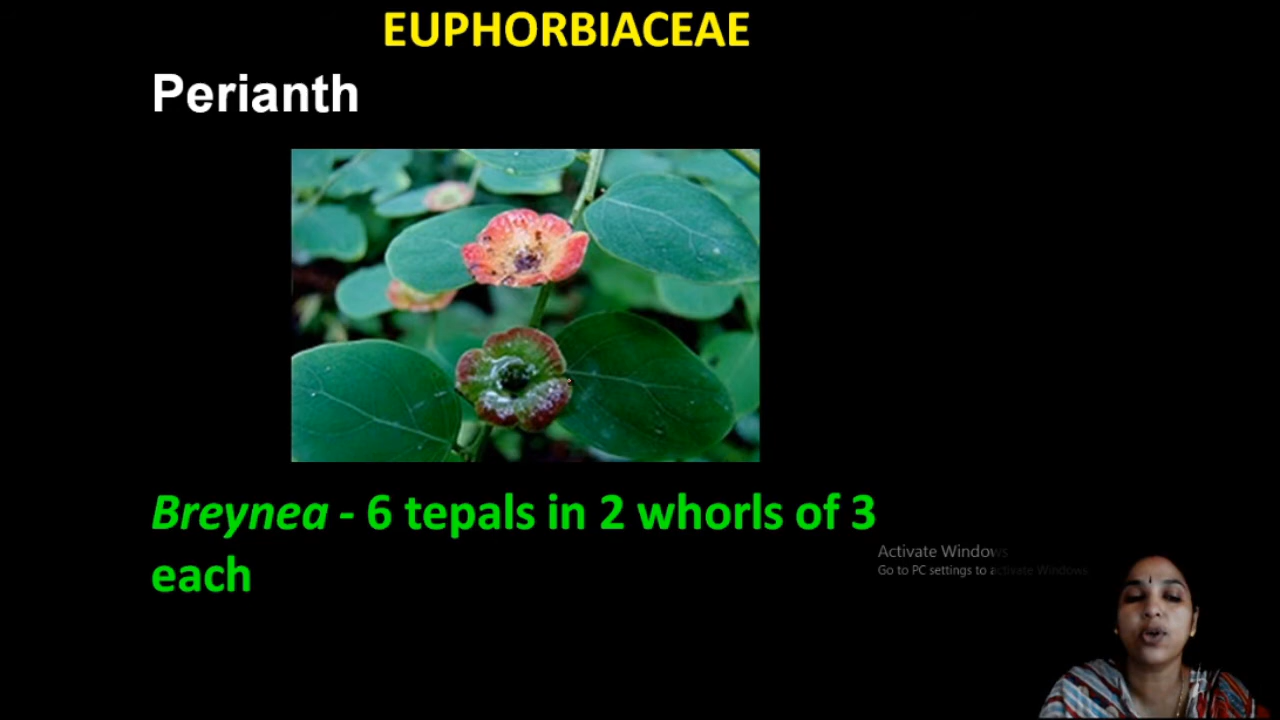 EUPHORBIACEAE
Perianth
Breynea - 6 tepals in 2 whorls of 3
each
Activate Windows
Go to PC settings to activate Windows.